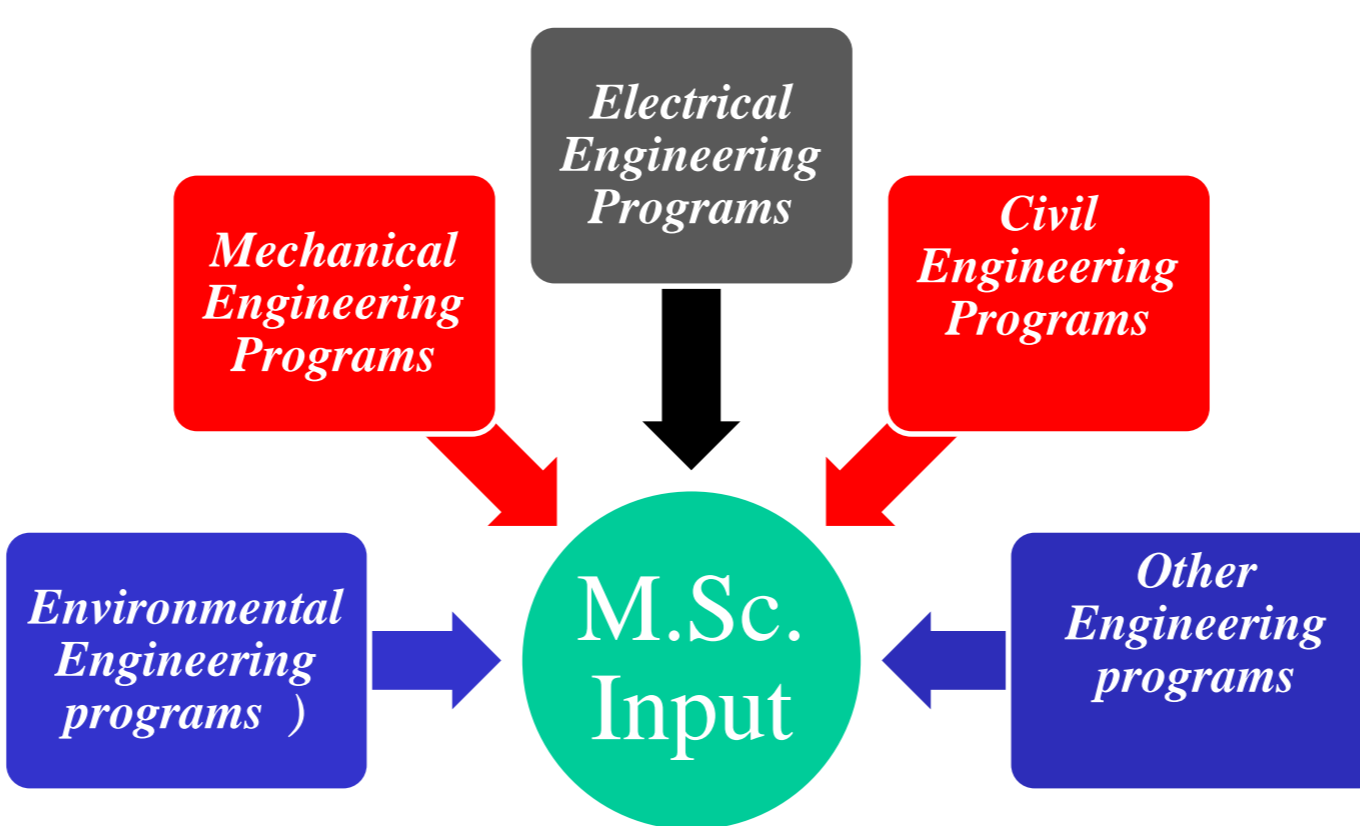 Electrical
Engineering
Programs
Mechanical
Engineering
Programs
Civil
Engineering
Programs
Environmental
Engineering
programs )
M.Sc.
Input
Other
Engineering
programs